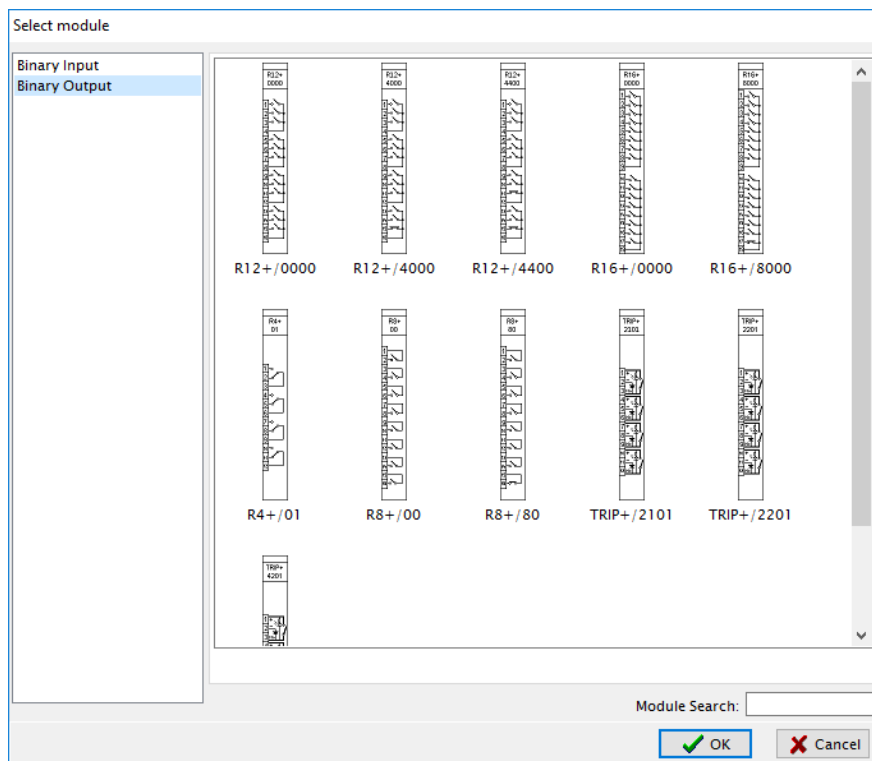 Select module
Binary Input
Binary Output
R12+ R12+ R12+ R16+ R16+
0000 4000 4400 0000 8000
R12+/0000 R12+/4000 R12+/4400 R16+/0000 R16+/8000
R4+ R8+ R8+ TRIP+ TRIP+
01 00 80 2101 2201
R4+/01 R8+/00 R8+/80 TRIP+/2101 TRIP+/2201
TRIP+
4201
Module Search:
OK Cancel